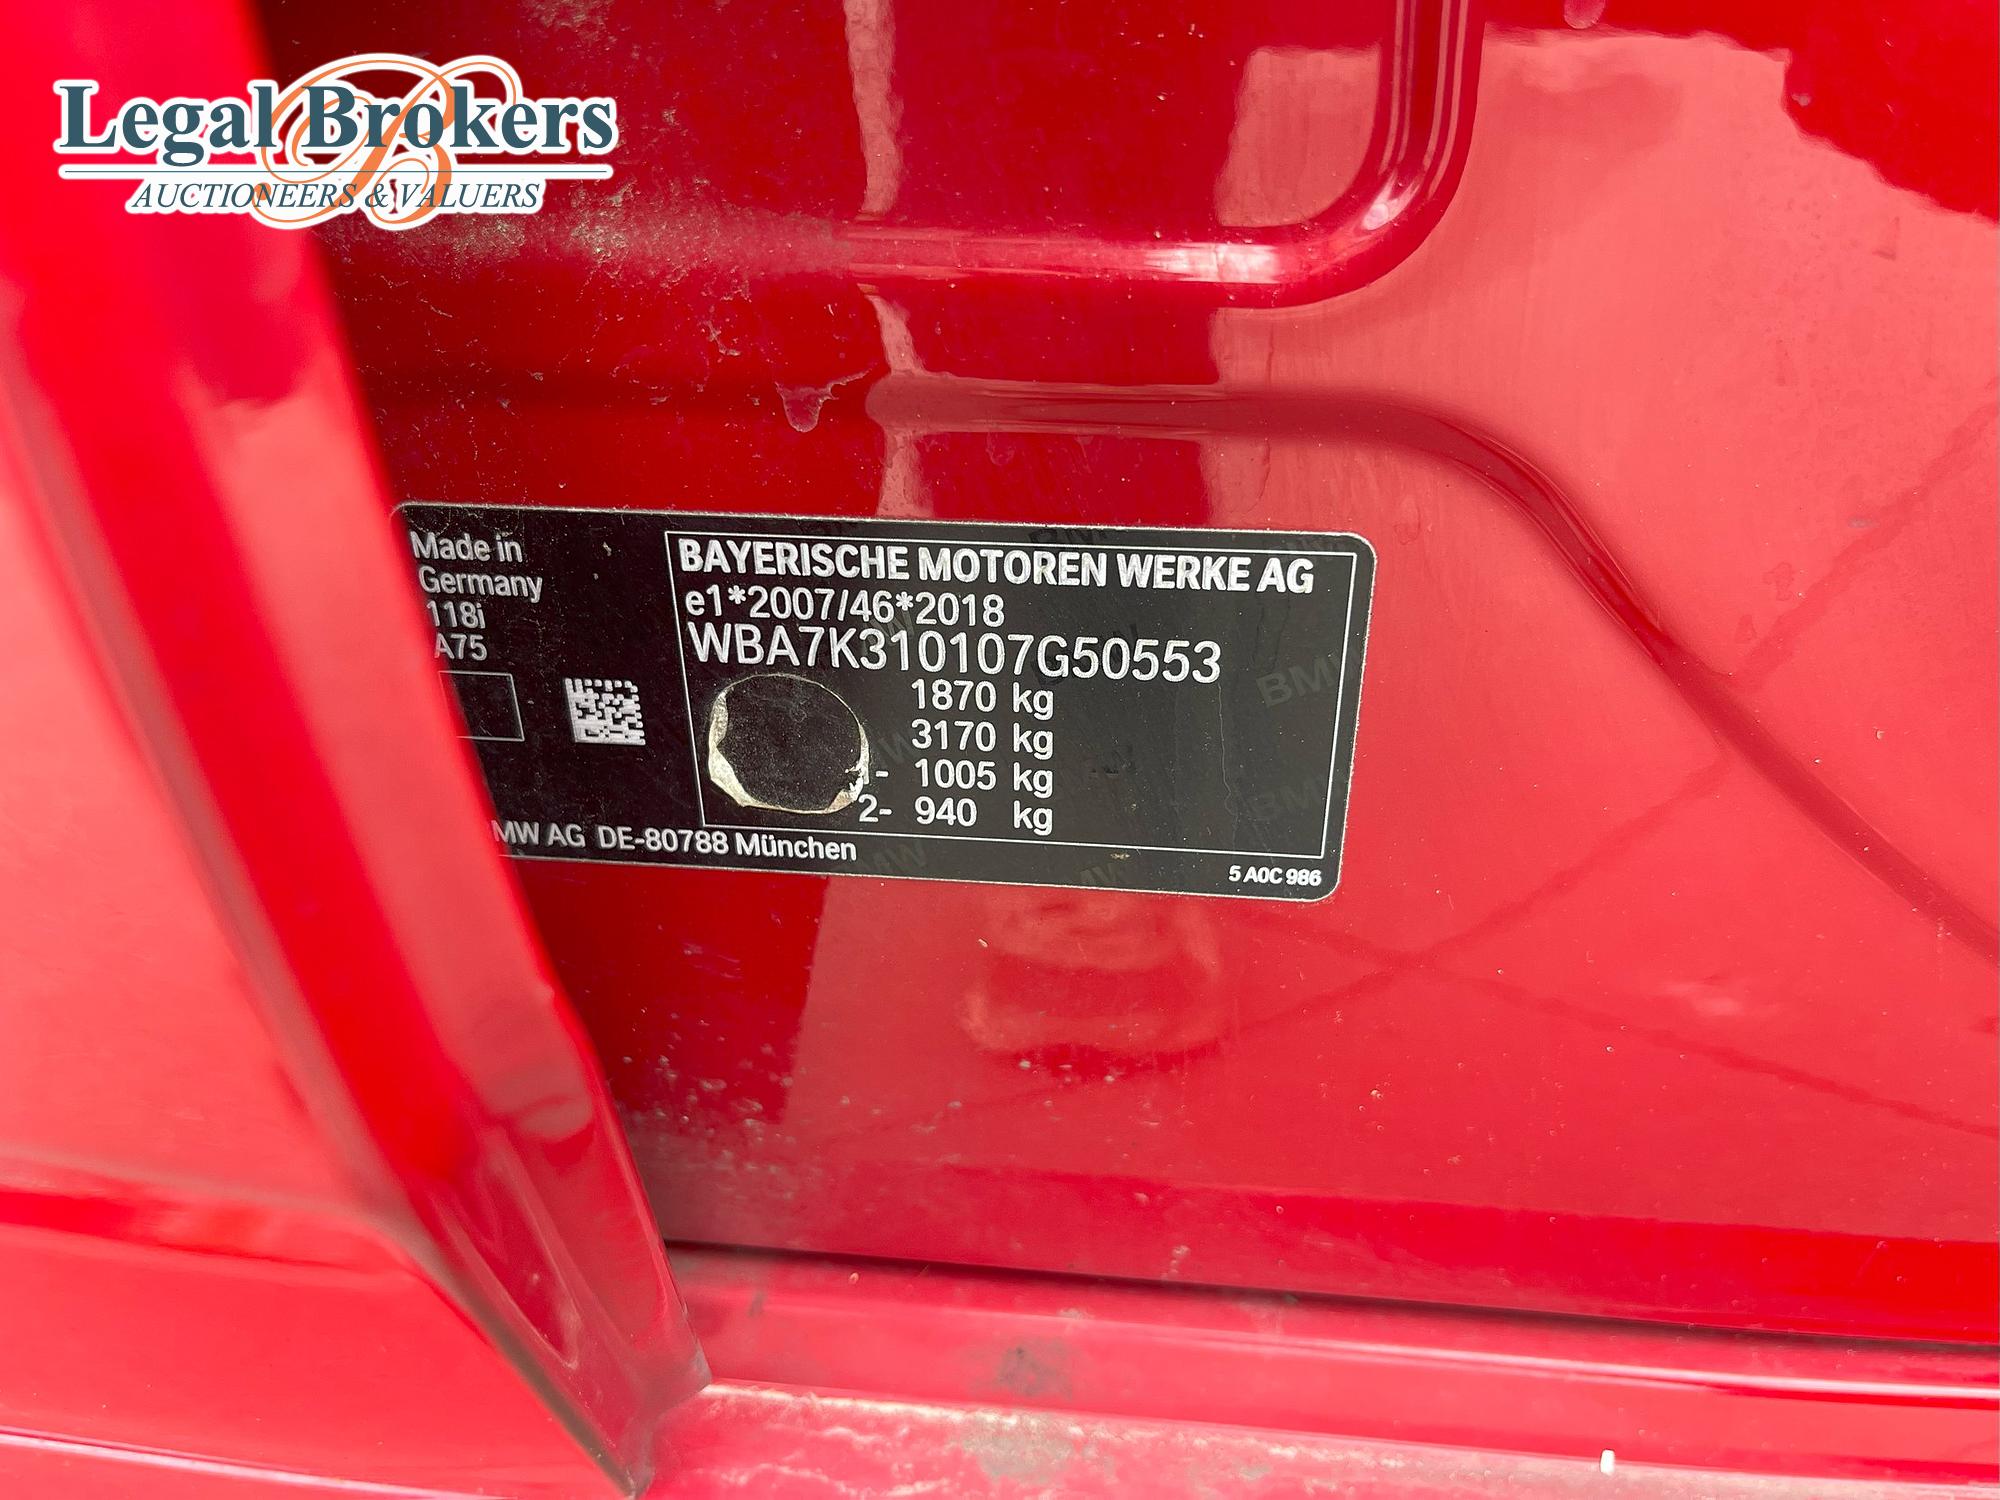 Legal Brokers
AUCTIONEERS & VALUERS
Made in
Germany
118i
A75
BAYERISCHE MOTOREN WERKE AG
e1*2007/46*2018
WBA7K310107G50553
1870 kg
3170 kg
1- 1005 kg
2- 940 kg
MW AG DE-80788 München
5 A0C 986